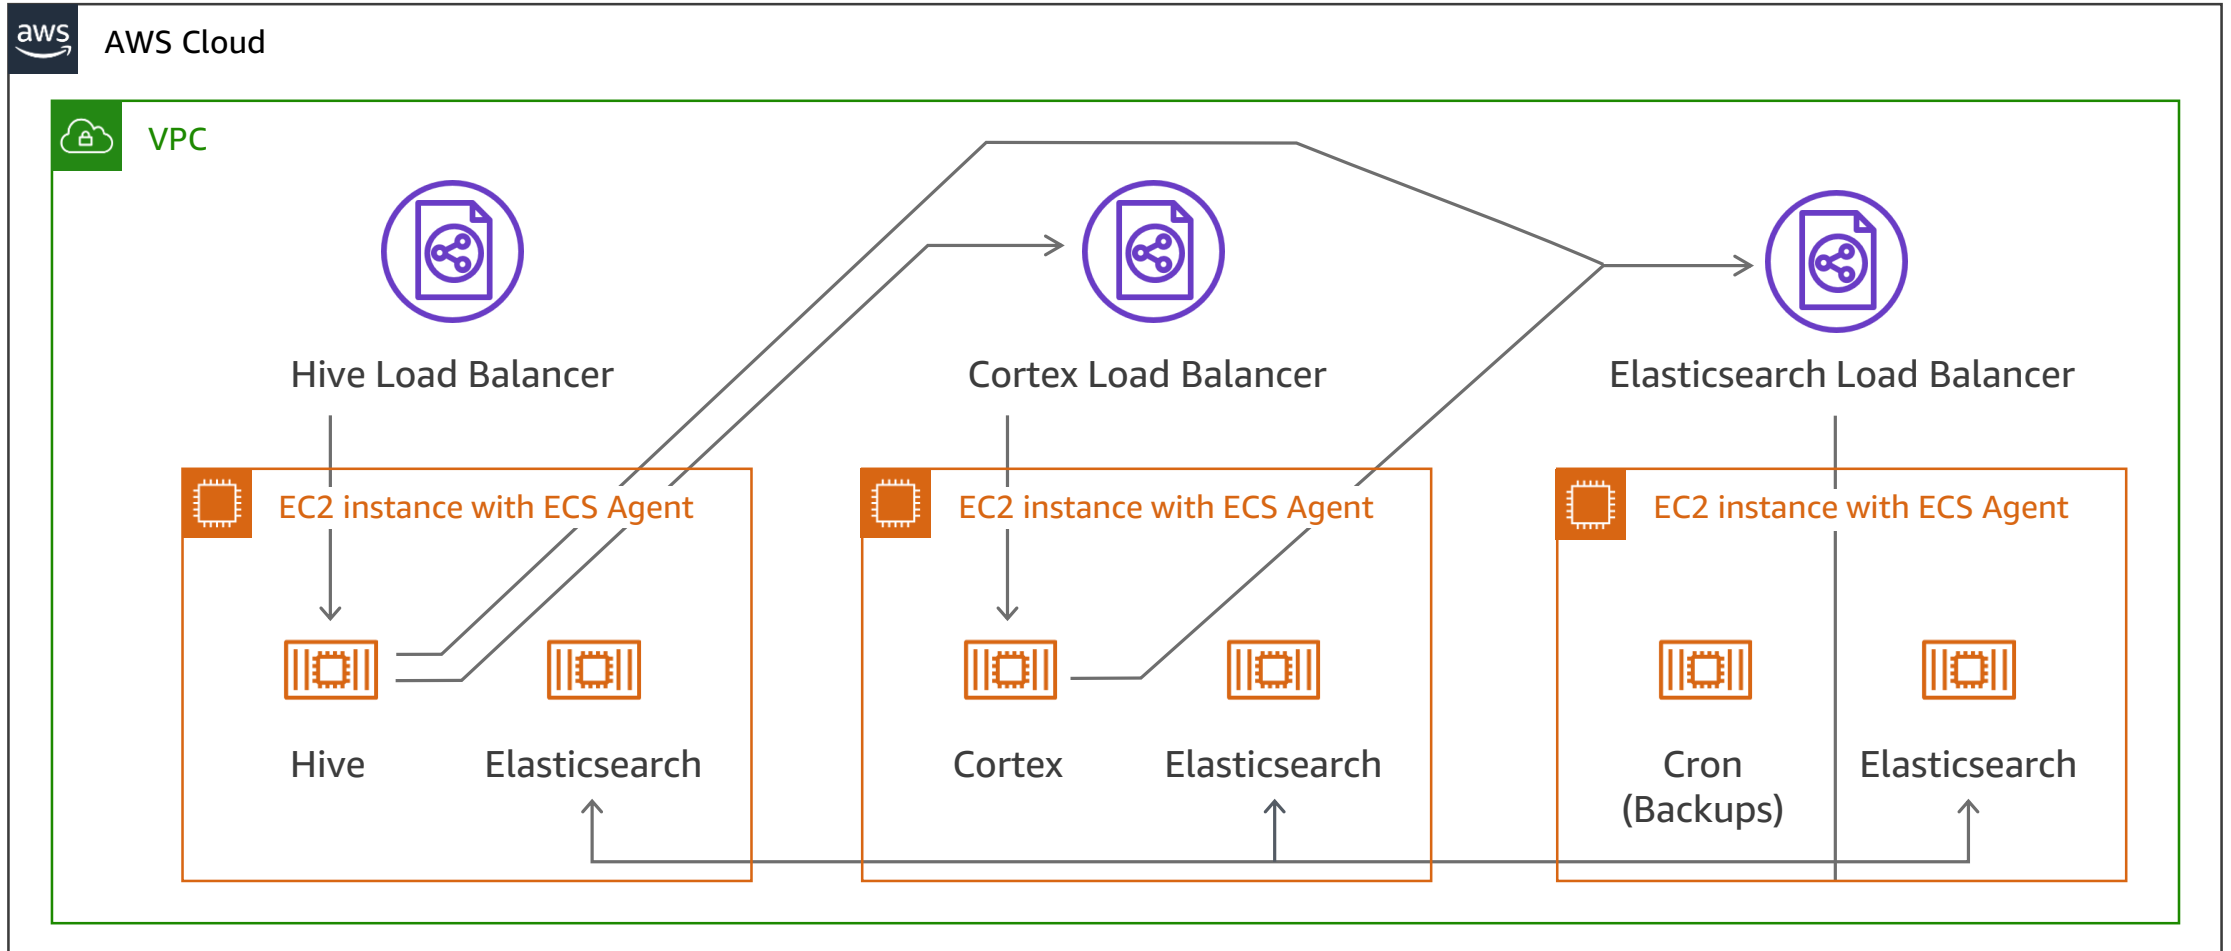 aws
AWS Cloud
VPC
Hive Load Balancer
Cortex Load Balancer
Elasticsearch Load Balancer
EC2 instance with ECS Agent
EC2 instance with ECS Agent
EC2 instance with ECS Agent
Hive
Elasticsearch
Cortex
Elasticsearch
Cron
(Backups)
Elasticsearch